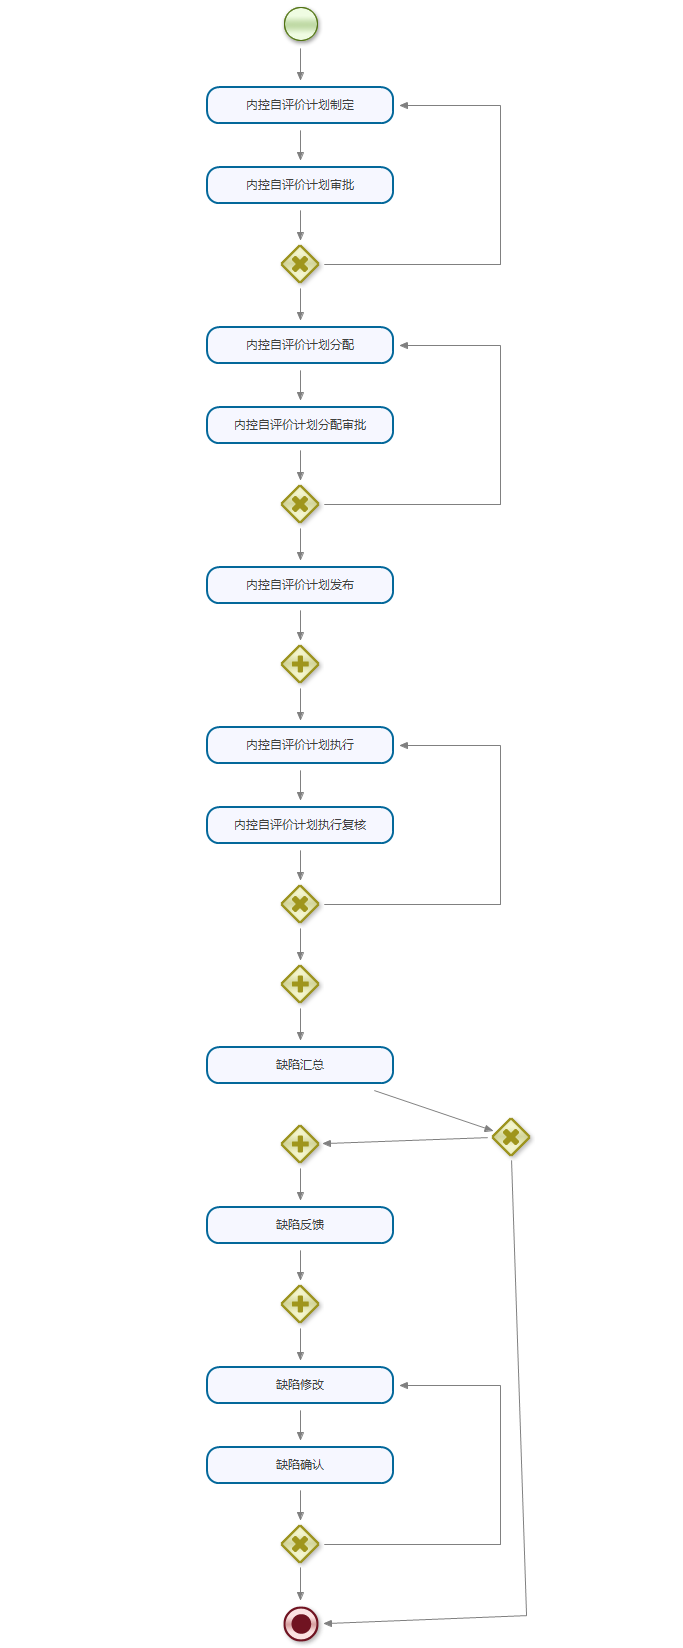 内控自评价计划制定
内控自评价计划审批
内控自评价计划分配
内控自评价计划分配审批
内控自评价计划发布
内控自评价计划执行
内控自评价计划执行复核
缺陷汇总
缺陷反馈
缺陷修改
缺陷确认